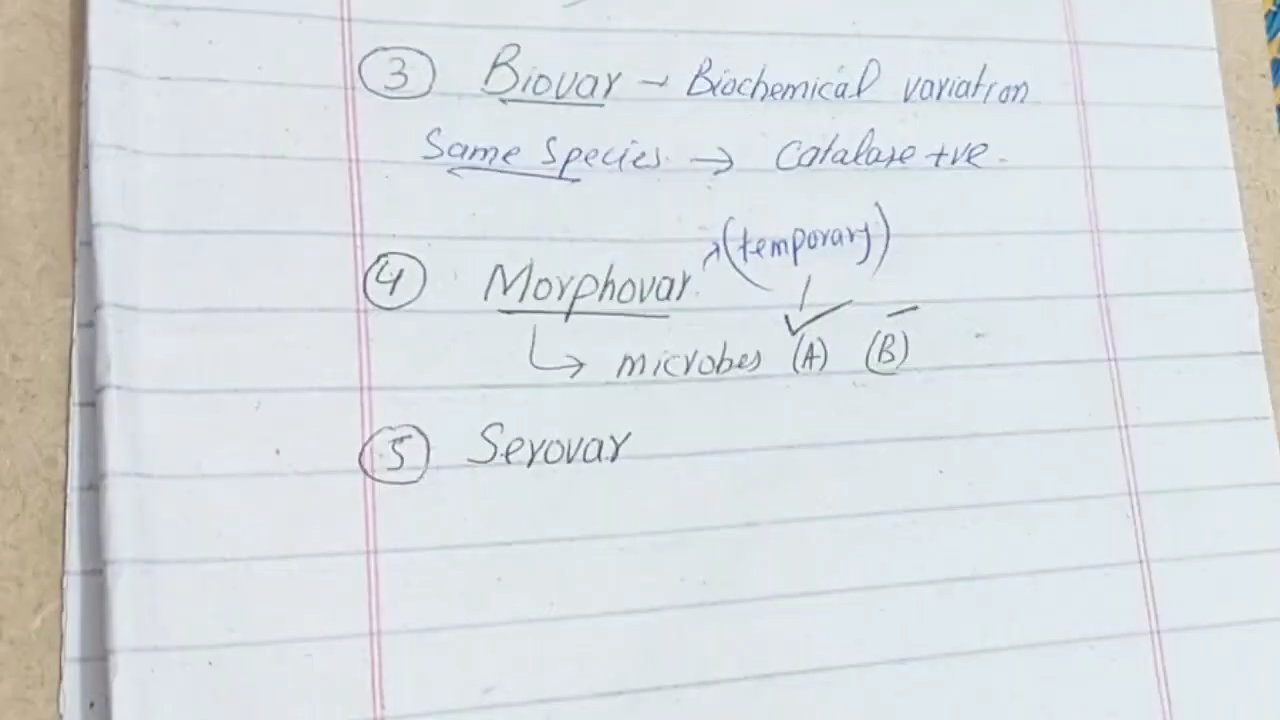 3 Biovar → Biochemical variation
Same species → Catalase +ve.
(temporary)
4 Morphovar
↳ microbes (A) (B)
5 Serovar